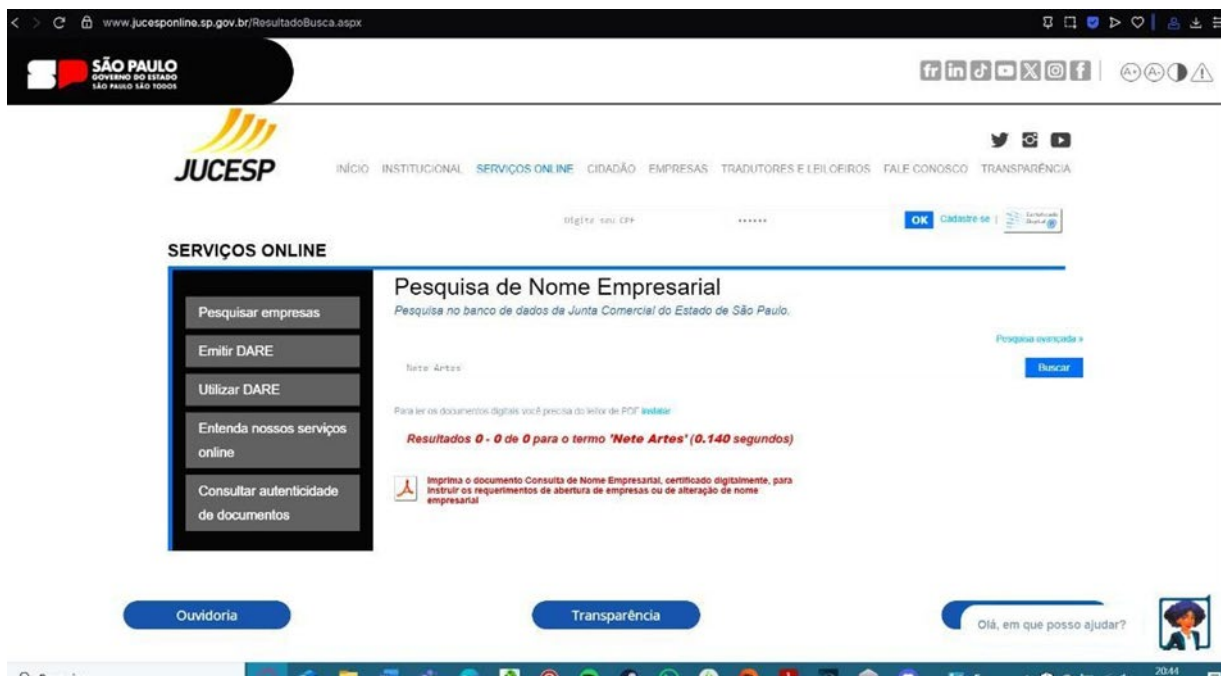 www.jucesponline.sp.gov.br/ResultadoBusca.aspx
SÃO PAULO
GOVERNO DO ESTADO
SÃO PAULO SÃO TODOS
A+ A-
JUCESP
INÍCIO INSTITUCIONAL SERVIÇOS ONLINE CIDADÃO EMPRESAS TRADUTORES E LEILOEIROS FALE CONOSCO TRANSPARÊNCIA
Digite seu CPF •••••• OK Cadastre se | Certificado Digital
SERVIÇOS ONLINE
Pesquisar empresas
Emitir DARE
Utilizar DARE
Entenda nossos serviços
online
Consultar autenticidade
de documentos
Pesquisa de Nome Empresarial
Pesquisa no banco de dados da Junta Comercial do Estado de São Paulo.
Pesquisa avançada »
Nete Artes Buscar
Para ler os documentos digitais você precisa do leitor de PDF instalar
Resultados 0 - 0 de 0 para o termo 'Nete Artes' (0.140 segundos)
Imprima o documento Consulta de Nome Empresarial, certificado digitalmente, para
instruir os requerimentos de abertura de empresas ou de alteração de nome
empresarial
Ouvidoria Transparência
Olá, em que posso ajudar?
20:44